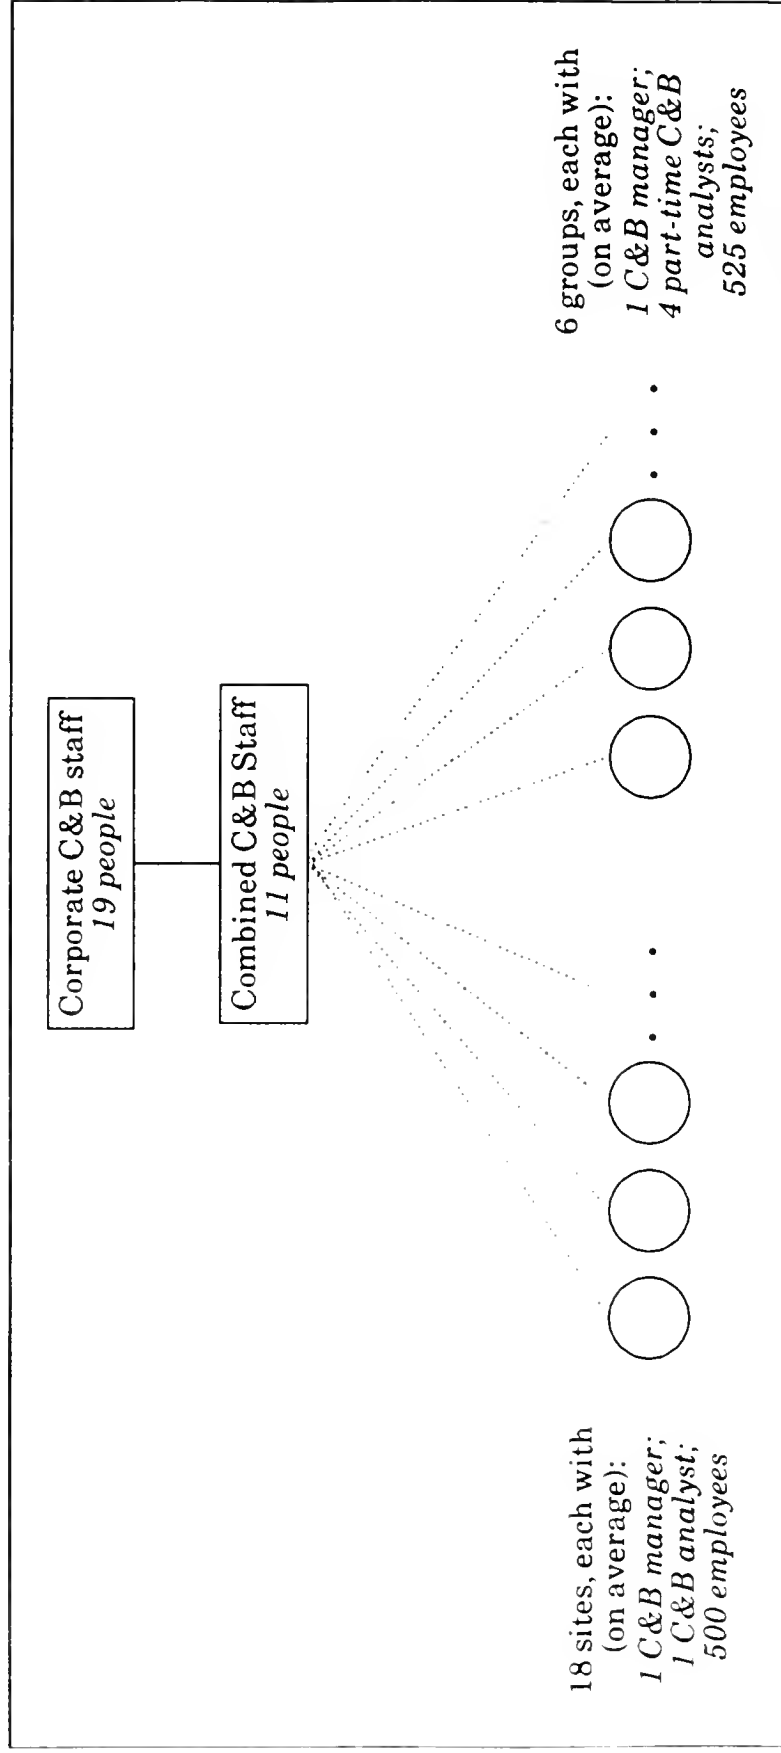 Corporate C&B staff
19 people
Combined C&B Staff
11 people
18 sites, each with
(on average):
1 C&B manager;
1 C&B analyst;
500 employees
6 groups, each with
(on average):
1 C&B manager;
4 part-time C&B
analysts;
525 employees